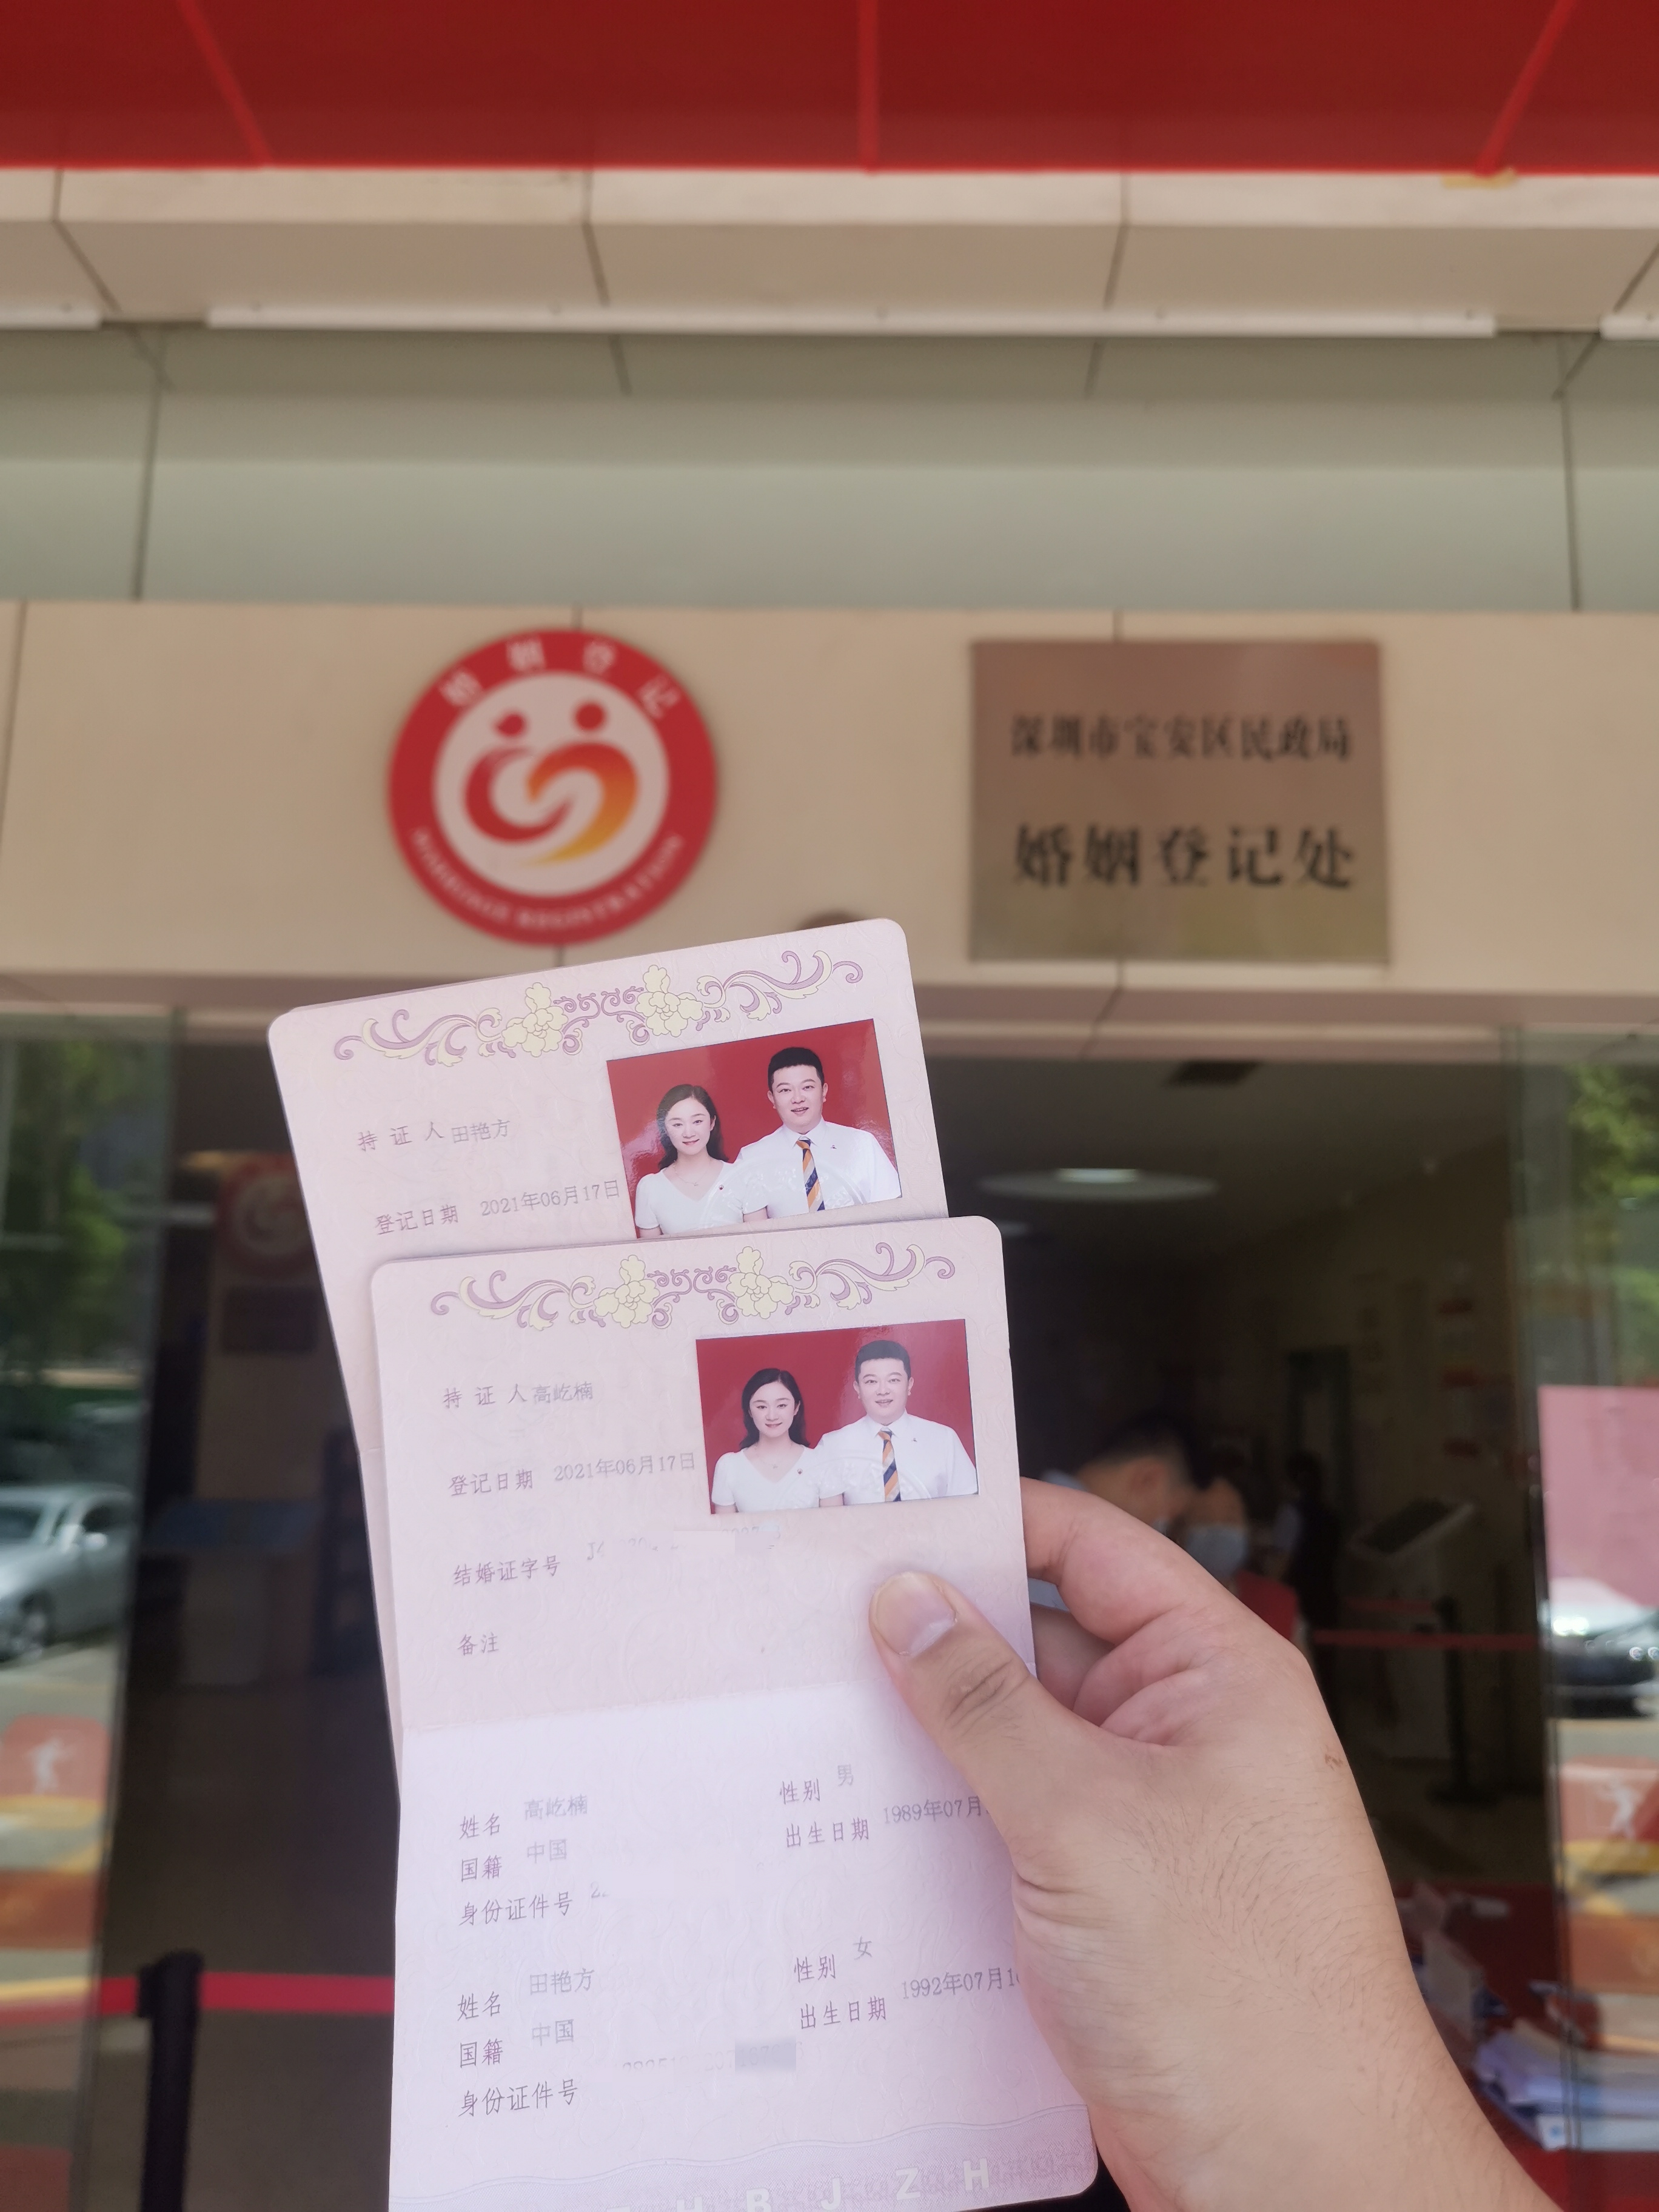 婚姻登记
MARRIAGE REGISTRATION
深圳市宝安区民政局
婚姻登记处
持证人 田艳方
登记日期 2021年06月17日
持证人 高屹楠
登记日期 2021年06月17日
结婚证字号
备注
姓名 高屹楠 性别 男
国籍 中国 出生日期 1989年07月
身份证件号
姓名 田艳方 性别 女
国籍 中国 出生日期 1992年07月1
身份证件号
H B J Z H